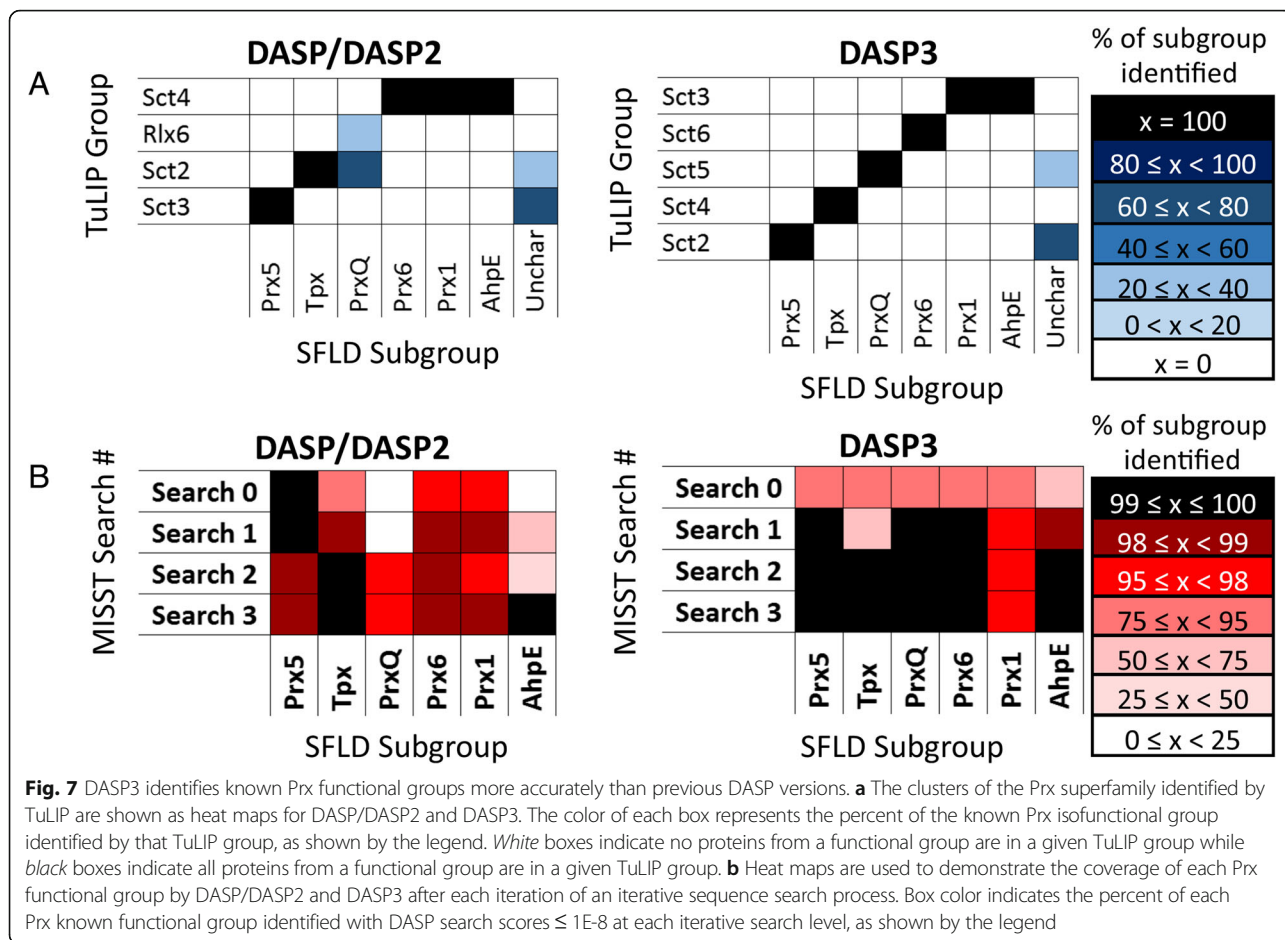 A
DASP/DASP2
TuLIP Group
Sct4
Rlx6
Sct2
Sct3
Prx5
Tpx
PrxQ
Prx6
Prx1
AhpE
Unchar
SFLD Subgroup
DASP3
TuLIP Group
Sct3
Sct6
Sct5
Sct4
Sct2
Prx5
Tpx
PrxQ
Prx6
Prx1
AhpE
Unchar
SFLD Subgroup
% of subgroup
identified
x = 100
80 ≤ x < 100
60 ≤ x < 80
40 ≤ x < 60
20 ≤ x < 40
0 < x < 20
x = 0
B
DASP/DASP2
MISST Search #
Search 0
Search 1
Search 2
Search 3
Prx5
Tpx
PrxQ
Prx6
Prx1
AhpE
SFLD Subgroup
DASP3
MISST Search #
Search 0
Search 1
Search 2
Search 3
Prx5
Tpx
PrxQ
Prx6
Prx1
AhpE
SFLD Subgroup
% of subgroup
identified
99 ≤ x ≤ 100
98 ≤ x < 99
95 ≤ x < 98
75 ≤ x < 95
50 ≤ x < 75
25 ≤ x < 50
0 ≤ x < 25
Fig. 7 DASP3 identifies known Prx functional groups more accurately than previous DASP versions. a The clusters of the Prx superfamily identified by
TuLIP are shown as heat maps for DASP/DASP2 and DASP3. The color of each box represents the percent of the known Prx isofunctional group
identified by that TuLIP group, as shown by the legend. White boxes indicate no proteins from a functional group are in a given TuLIP group while
black boxes indicate all proteins from a functional group are in a given TuLIP group. b Heat maps are used to demonstrate the coverage of each Prx
functional group by DASP/DASP2 and DASP3 after each iteration of an iterative sequence search process. Box color indicates the percent of each
Prx known functional group identified with DASP search scores ≤ 1E-8 at each iterative search level, as shown by the legend